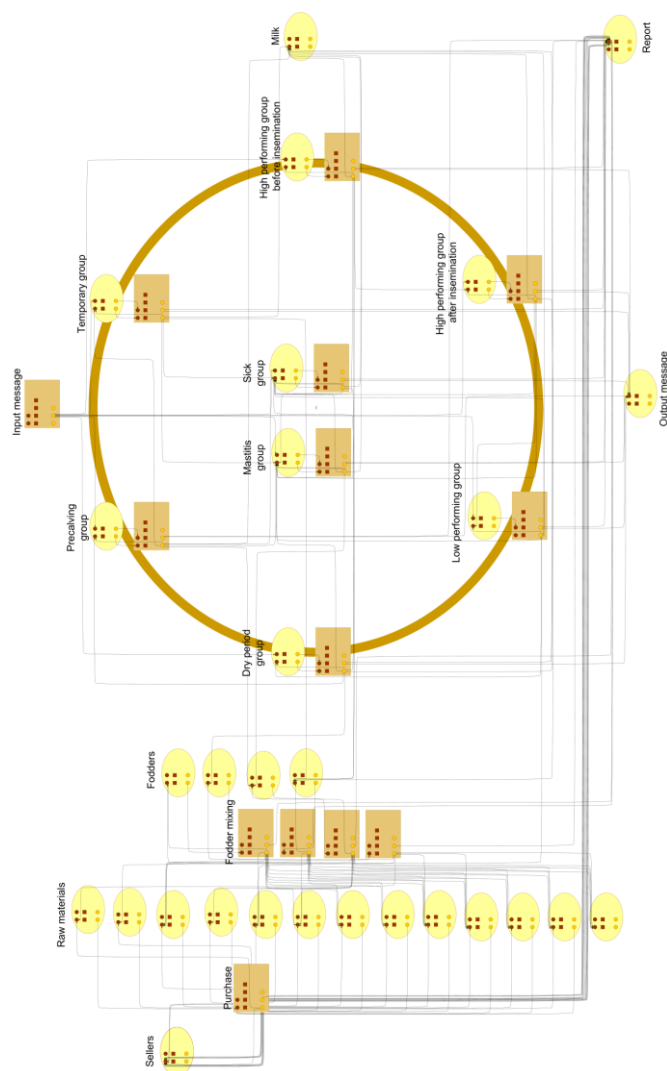 Milk
Report
High performing group
before insemination
Temporary group
High performing group
after insemination
Input message
Sick
group
Output message
Mastitis
group
Precalving
group
Low performing group
Dry period
group
Fodders
Fodder mixing
Raw materials
Purchase
Sellers